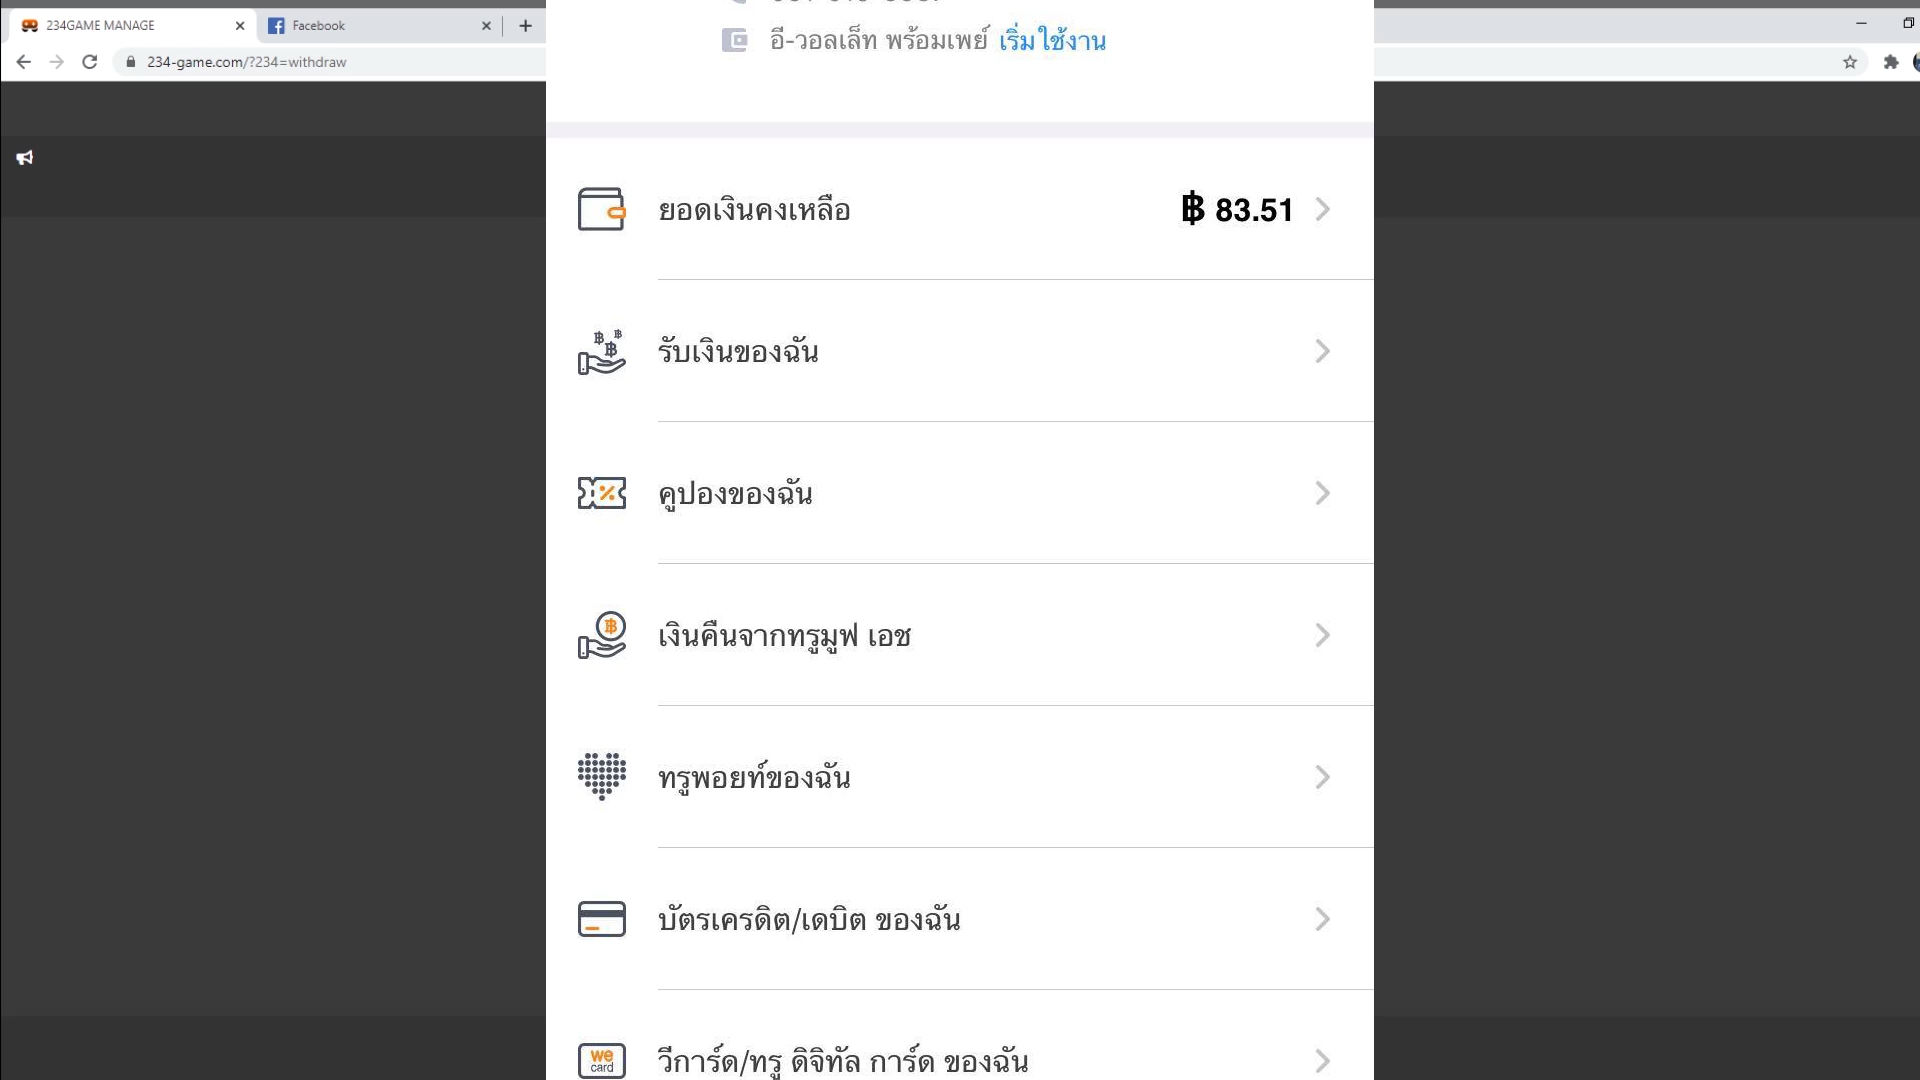 234GAME MANAGE
Facebook
234-game.com/?234=withdraw
อี-วอลเล็ท พร้อมเพย์ เริ่มใช้งาน
ยอดเงินคงเหลือ ฿ 83.51
รับเงินของฉัน
คูปองของฉัน
เงินคืนจากทรูมูฟ เอช
ทรูพอยท์ของฉัน
บัตรเครดิต/เดบิต ของฉัน
we card
วีการ์ด/ทรู ดิจิทัล การ์ด ของฉัน